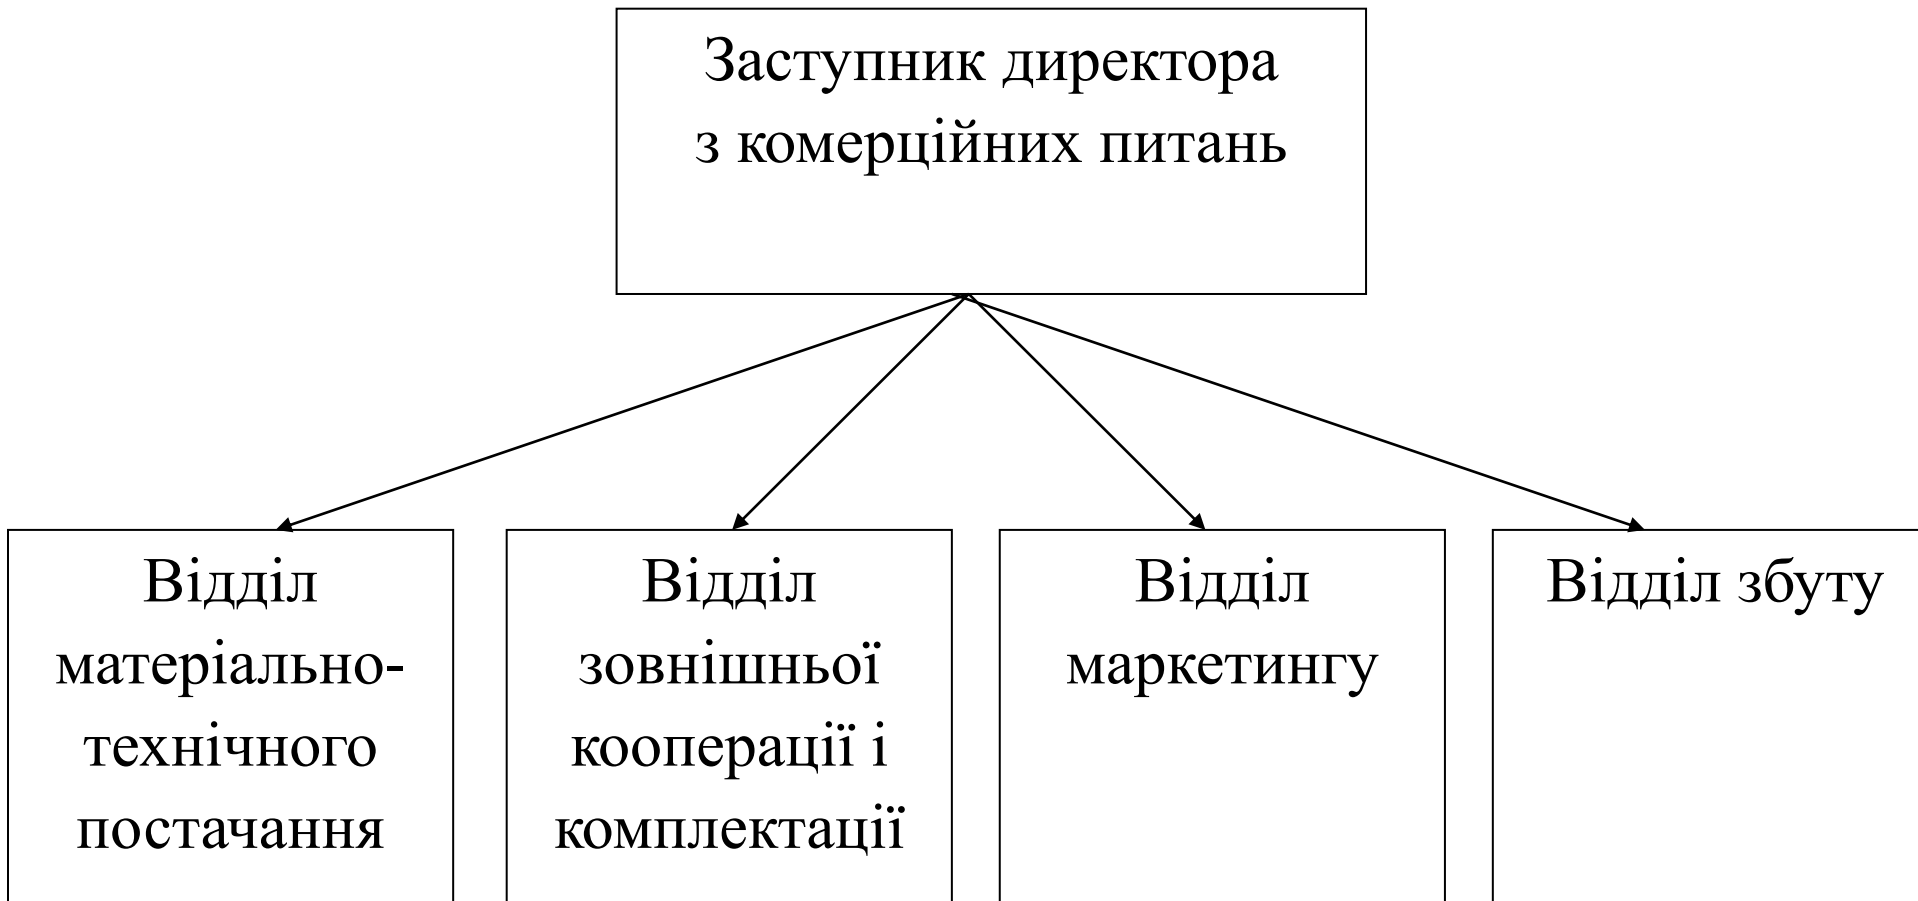 Заступник директора
з комерційних питань
Відділ
матеріально-
технічного
постачання
Відділ
зовнішньої
кооперації і
комплектації
Відділ
маркетингу
Відділ збуту